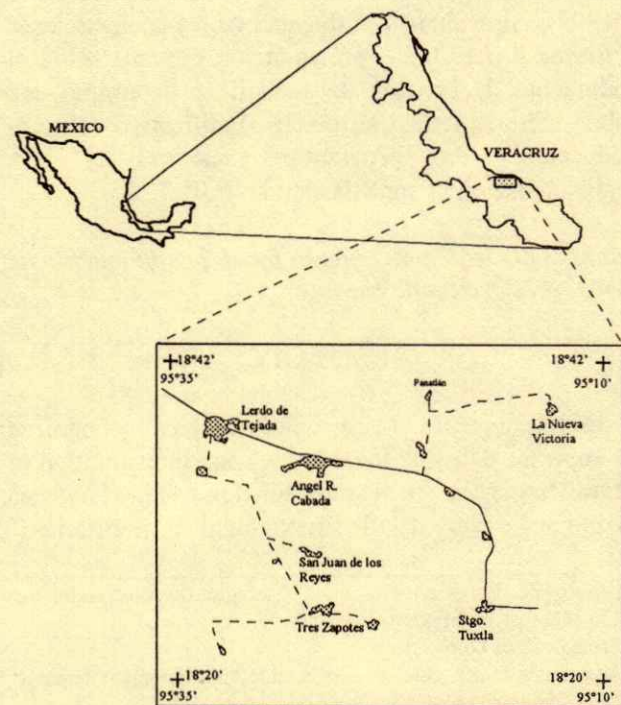 MEXICO
VERACRUZ
18°42'
95°35'
18°42'
95°10'
Lerdo de
Tejada
La Nueva
Victoria
Angel R.
Cabada
San Juan de los
Reyes
Tres Zapotes
Stgo.
Tuxtla
18°20'
95°35'
18°20'
95°10'